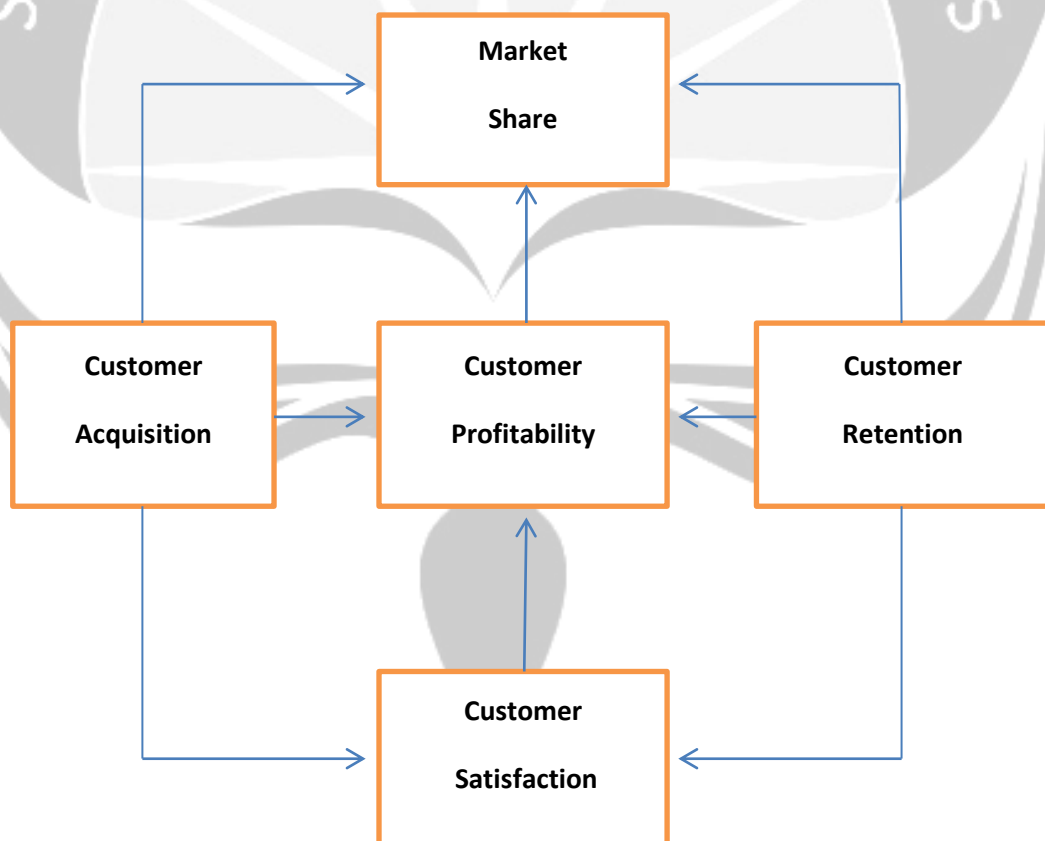 Market
Share
Customer
Acquisition
Customer
Profitability
Customer
Retention
Customer
Satisfaction
S
S